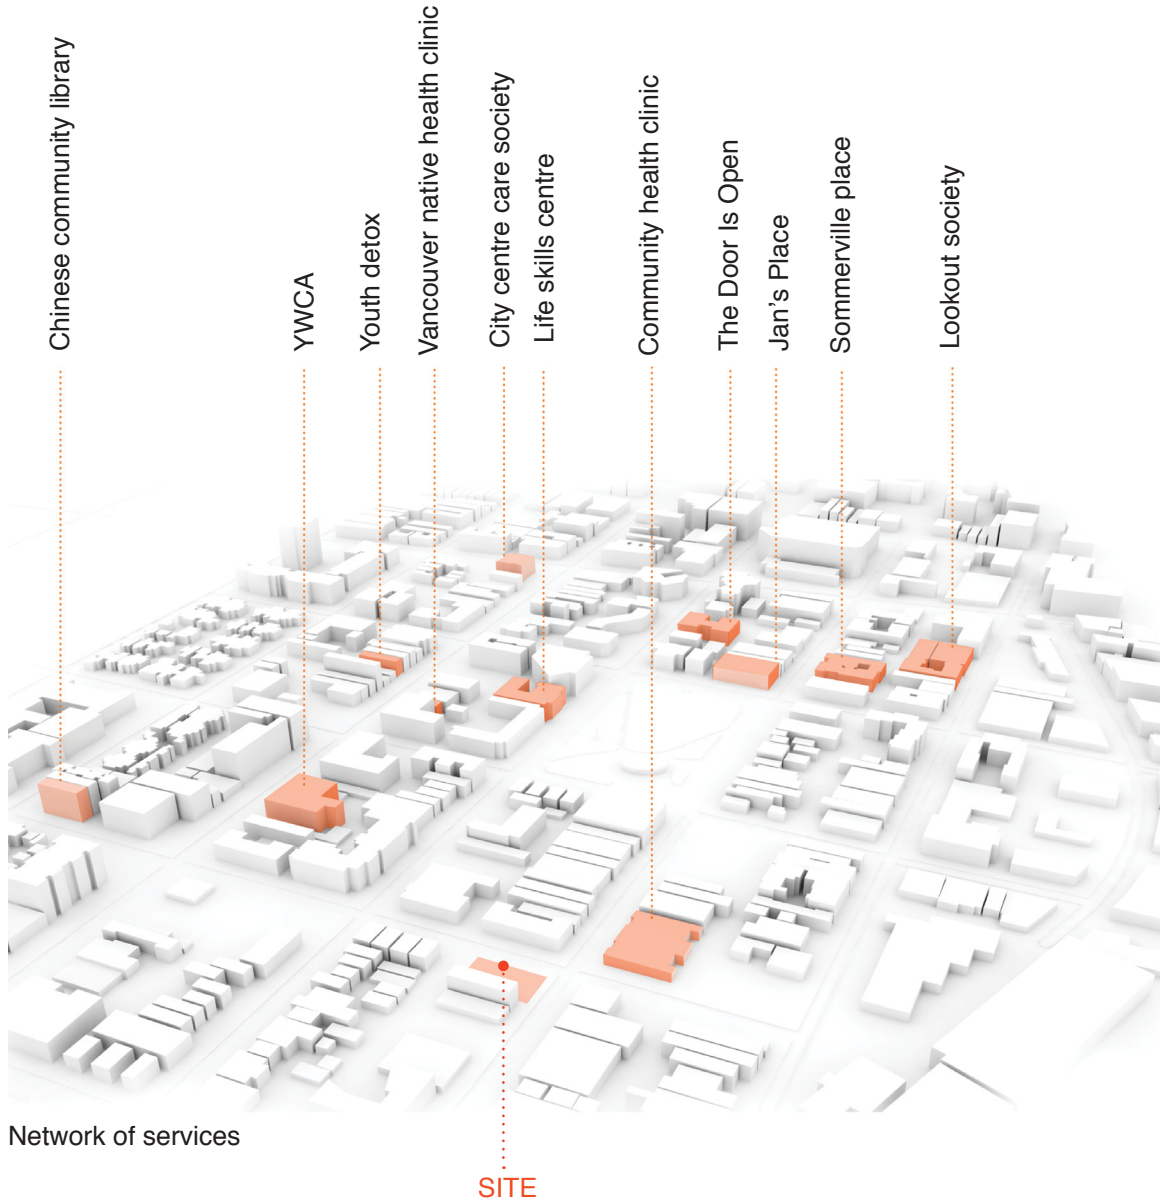 Chinese community library
YWCA
Youth detox
Vancouver native health clinic
City centre care society
Life skills centre
Community health clinic
The Door Is Open
Jan's Place
Sommerville place
Lookout society
Network of services
SITE